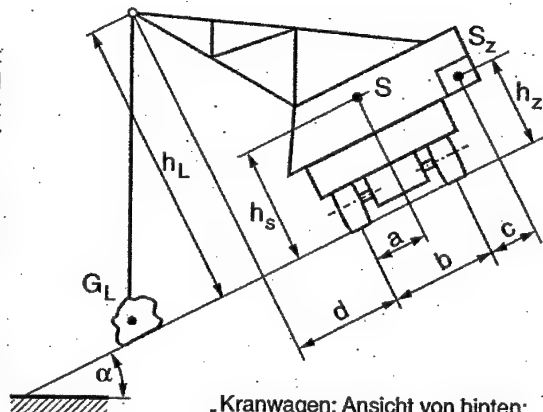 S
S_z
h_z
h_L
h_s
a
b
c
d
G_L
α
Kranwagen: Ansicht von hinten: